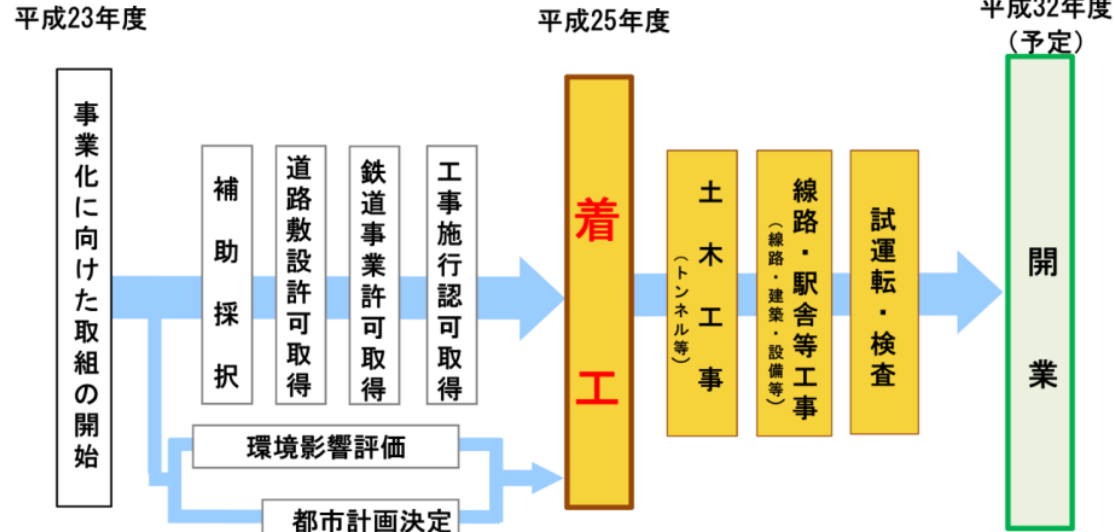 平成23年度
平成25年度
平成32年度
(予定)
事業化に向けた取組の開始
補助採択
道路敷設許可取得
鉄道事業許可取得
工事施行認可取得
環境影響評価
都市計画決定
着工
土木工事
(トンネル等)
線路・駅舎等工事
(線路・建築・設備等)
試運転・検査
開業